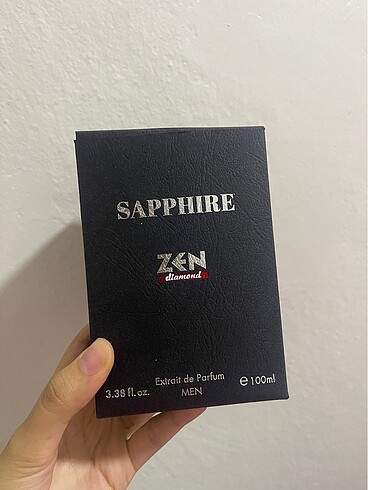 SAPPHIRE
ZEN
diamond
Extrait de Parfum
3.38 fl.oz. MEN ℮ 100ml